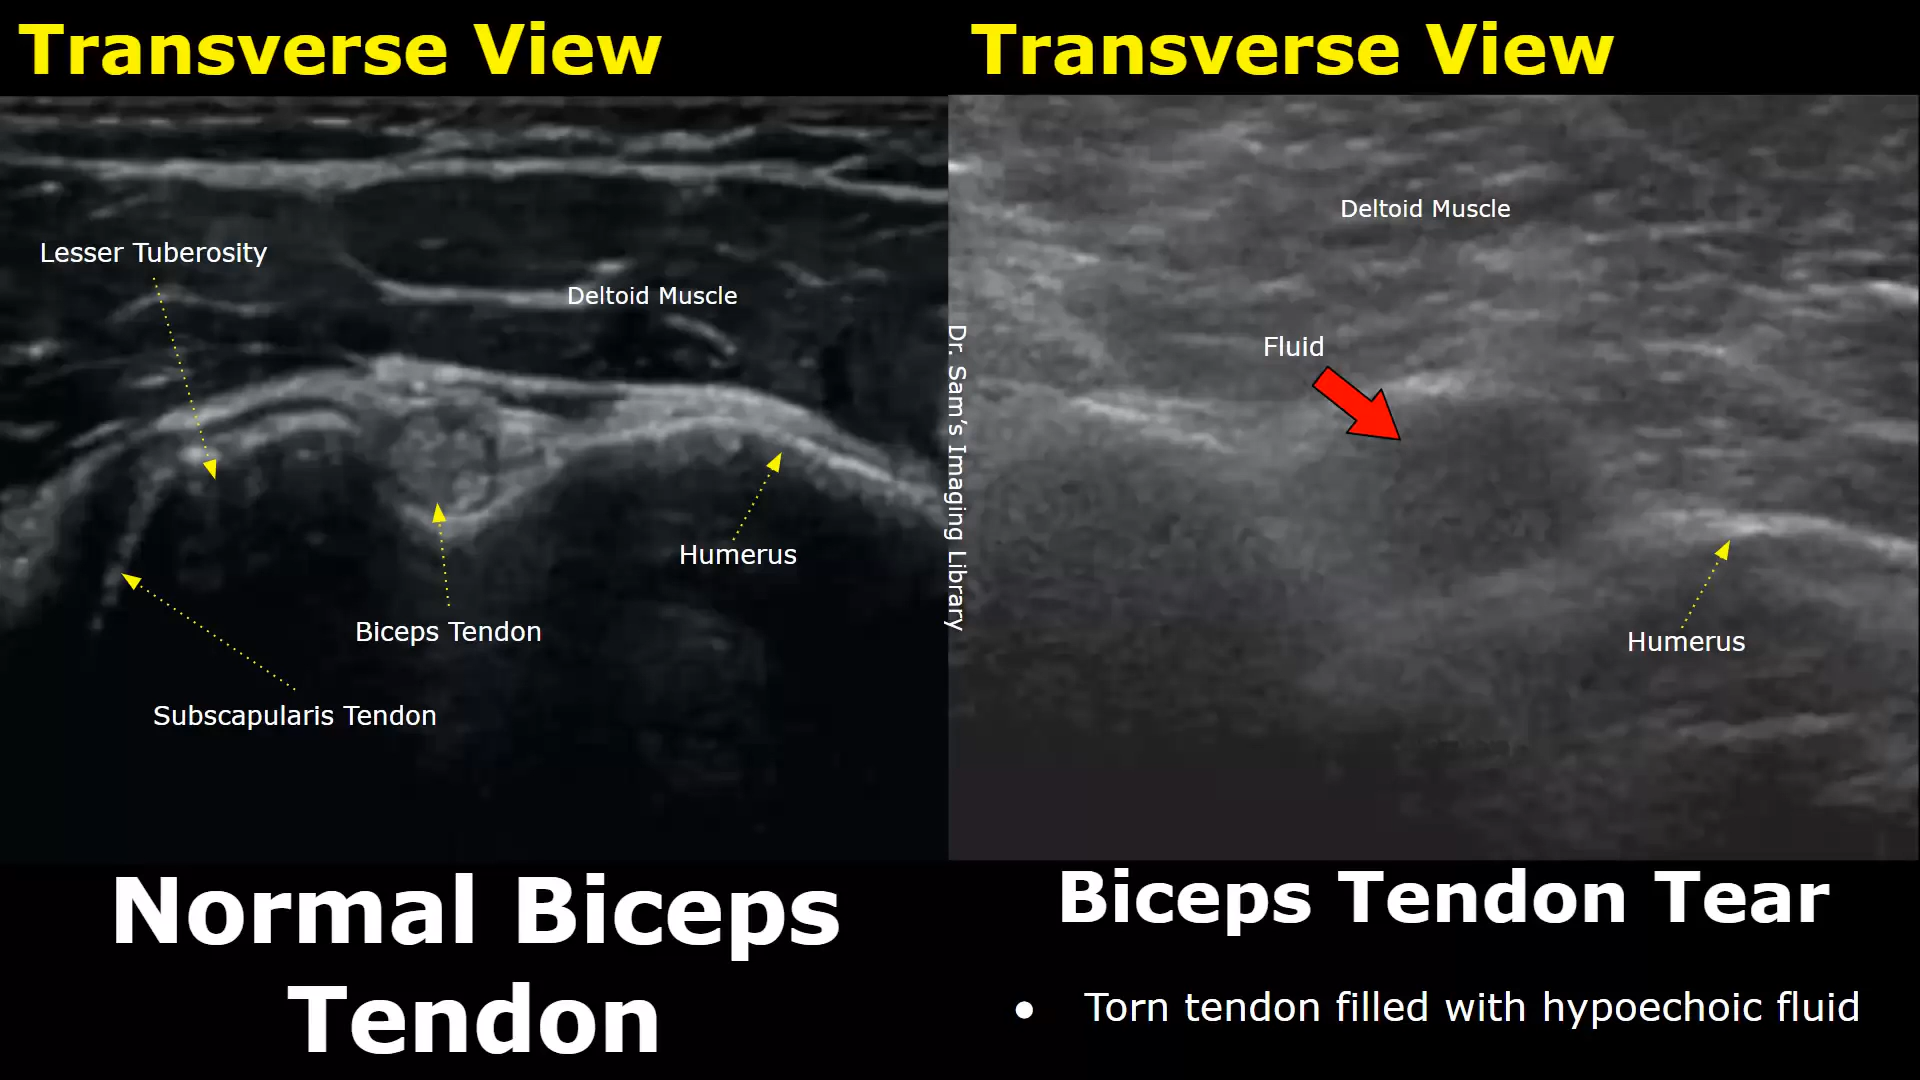 Transverse View
Lesser Tuberosity
Deltoid Muscle
Humerus
Biceps Tendon
Subscapularis Tendon
Normal Biceps
Tendon
Dr. Sam's Imaging Library
Transverse View
Deltoid Muscle
Fluid
Humerus
Biceps Tendon Tear
● Torn tendon filled with hypoechoic fluid